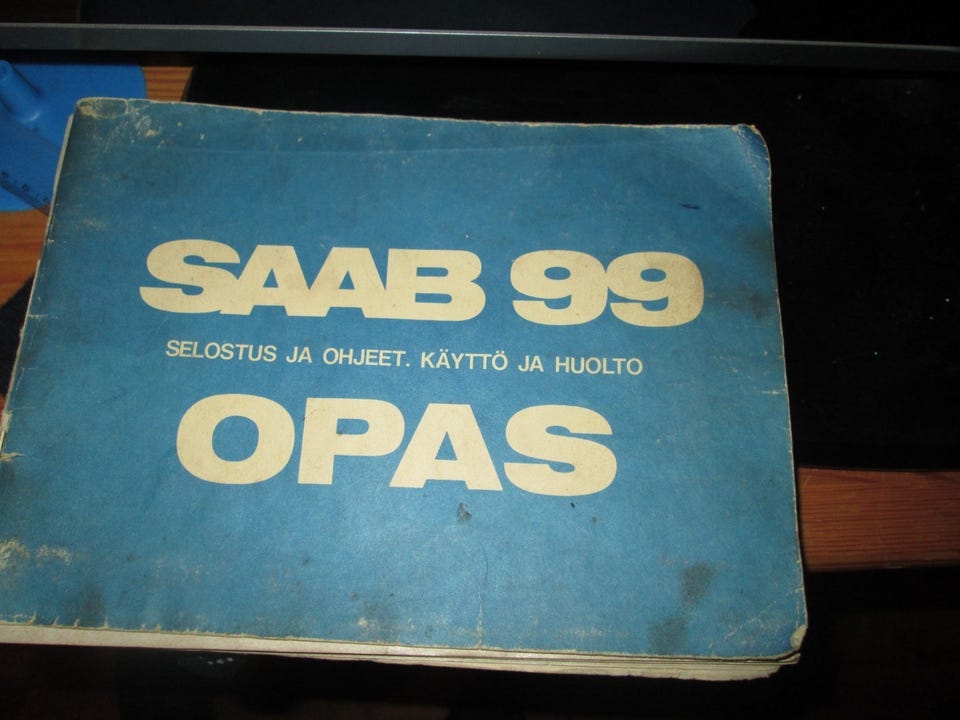 SAAB 99
SELOSTUS JA OHJEET. KÄYTTÖ JA HUOLTO
OPAS